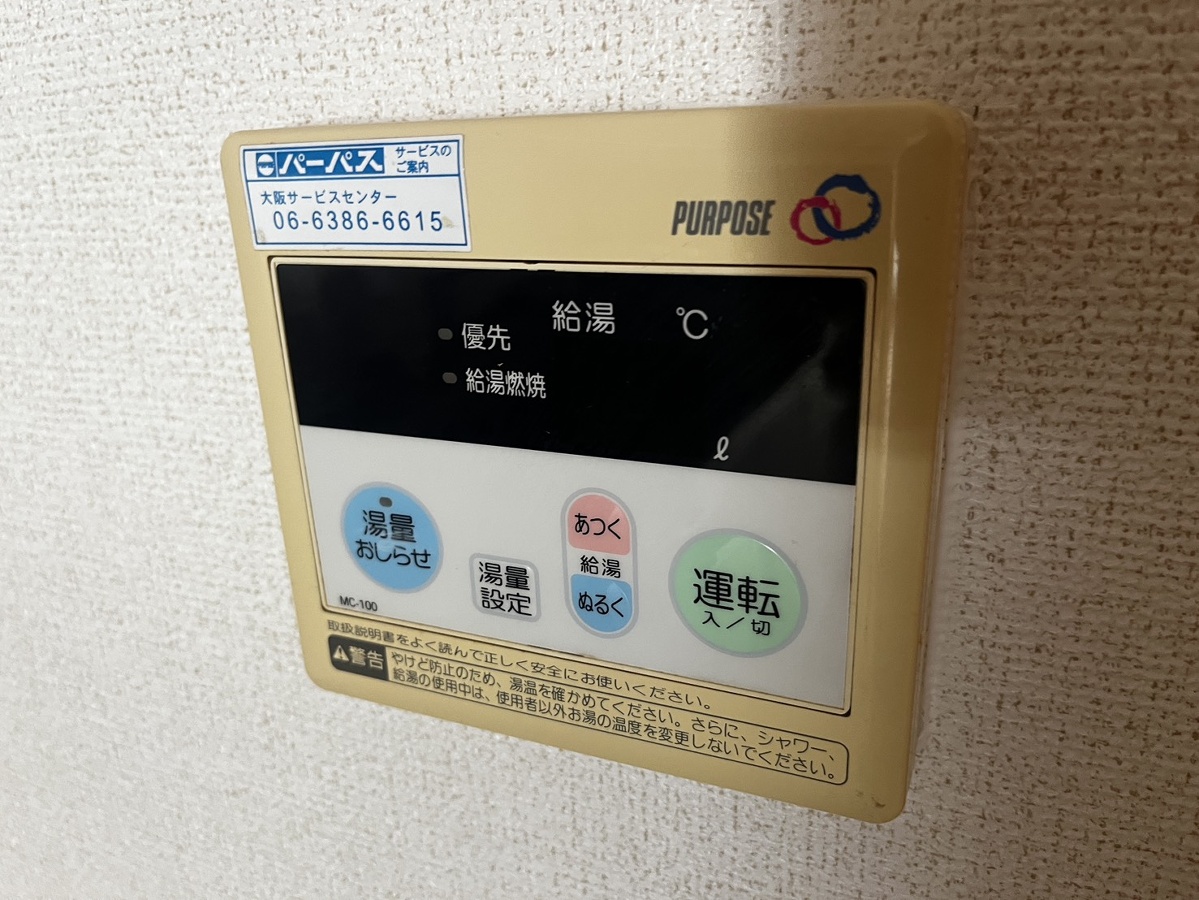 パーパス
サービスの
ご案内
大阪サービスセンター
06-6386-6615
PURPOSE
給湯
℃
優先
給湯燃焼
ℓ
湯量
おしらせ
湯量
設定
あつく
給湯
ぬるく
運転
入／切
MC-100
取扱説明書をよく読んで正しく安全にお使いください。
警告
やけど防止のため、湯温を確かめてください。さらに、シャワー、
給湯の使用中は、使用者以外お湯の温度を変更しないでください。